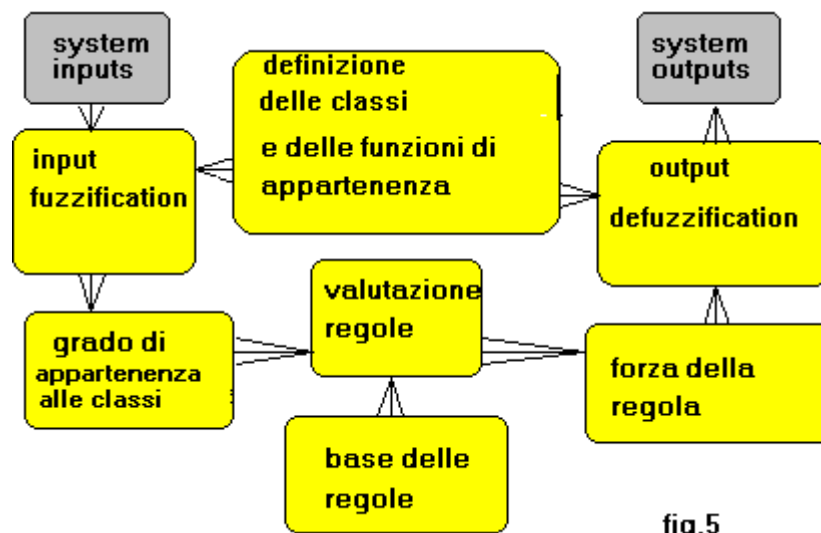 system
inputs
definizione
delle classi
e delle funzioni di
appartenenza
system
outputs
input
fuzzification
output
defuzzification
grado di
appartenenza
alle classi
valutazione
regole
forza della
regola
base delle
regole
fig.5